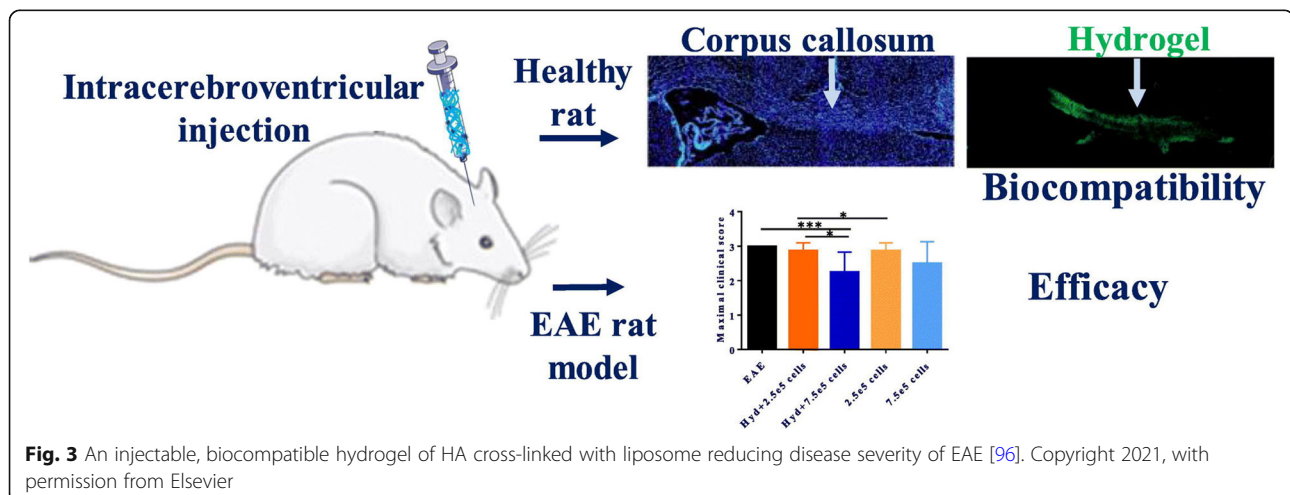 Intracerebroventricular
injection
Healthy
rat
Corpus callosum
Hydrogel
Biocompatibility
EAE rat
model
Maximal clinical score
4
3
2
1
0
***
*
*
EAE
Hyd+2.5e5 cells
Hyd+7.5e5 cells
2.5e5 cells
7.5e5 cells
Efficacy
Fig. 3 An injectable, biocompatible hydrogel of HA cross-linked with liposome reducing disease severity of EAE [96]. Copyright 2021, with
permission from Elsevier